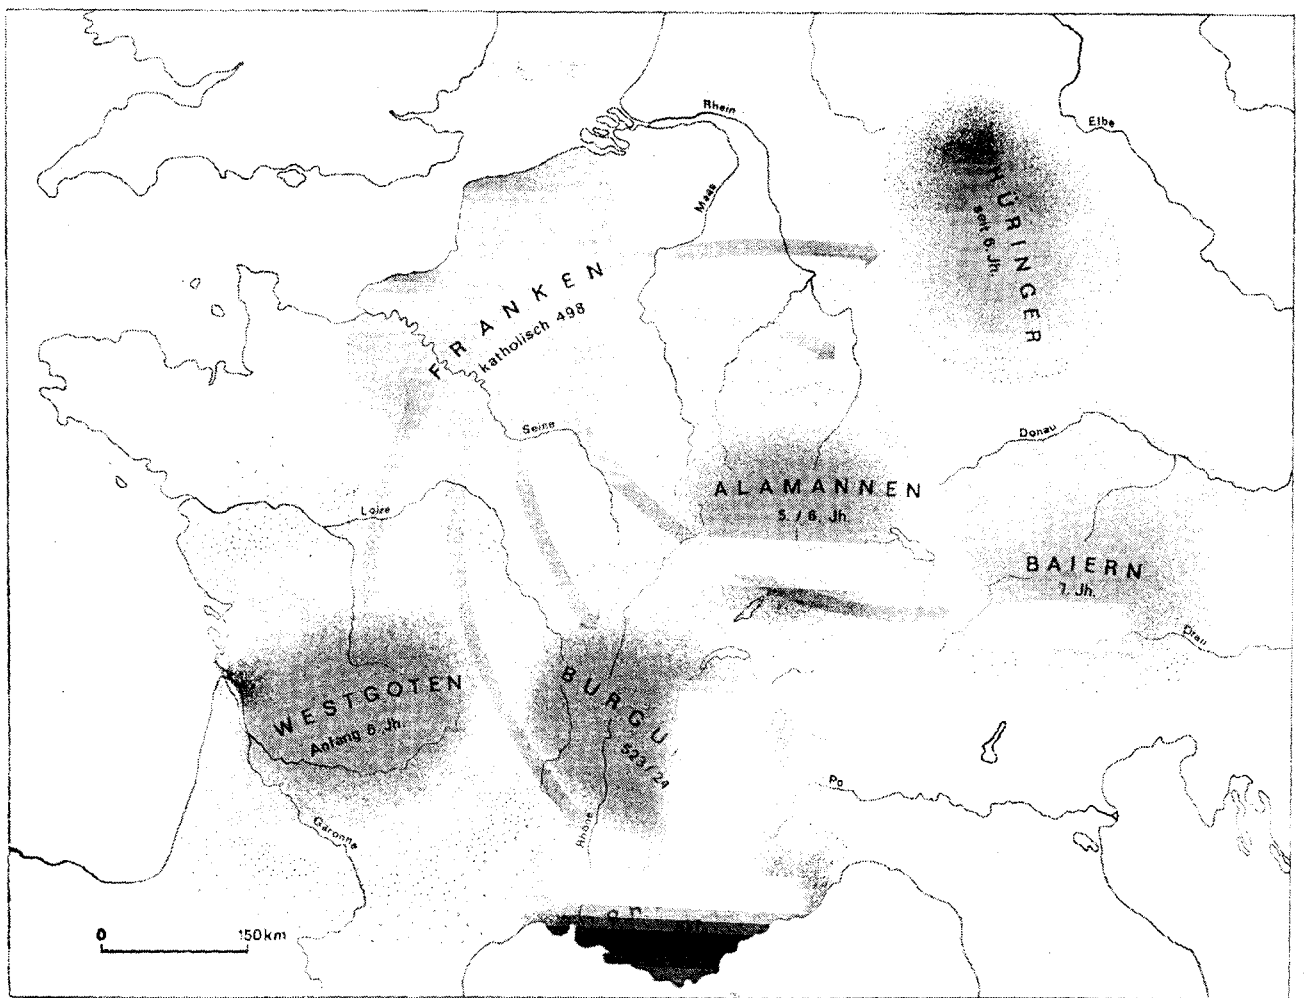 Rhein
Elbe
Maas
HÜRINGER
seit 6. Jh.
FRANKEN
katholisch 498
Seine
Donau
ALAMANNEN
5. / 6. Jh.
Loire
BAIERN
7. Jh.
Drau
WESTGOTEN
Anfang 6. Jh.
BURGU
523/24
Po
Rhône
Garonne
0 150km